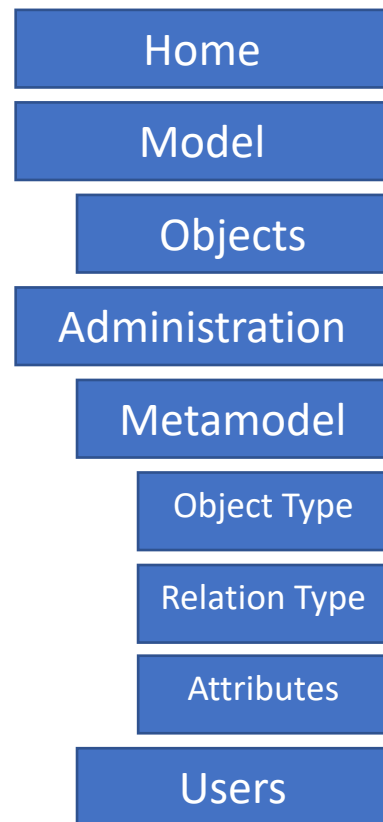 Home
Model
Objects
Administration
Metamodel
Object Type
Relation Type
Attributes
Users